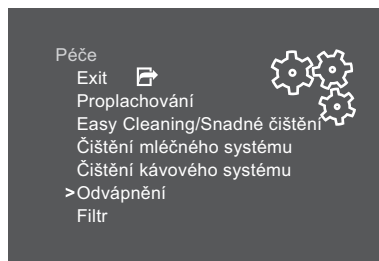 Péče
Exit
Proplachování
Easy Cleaning/Snadné čištění
Čištění mléčného systému
Čištění kávového systému
>Odvápnění
Filtr